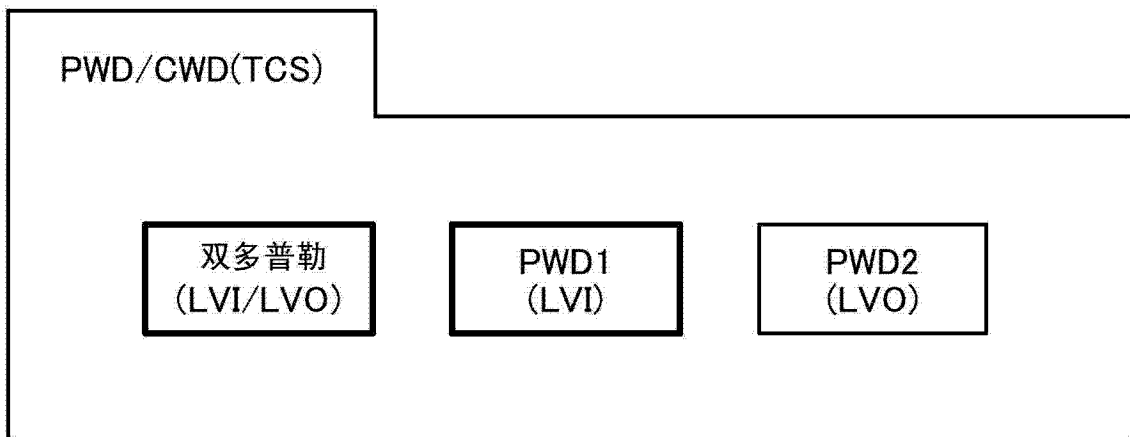 PWD/CWD(TCS)
双多普勒
(LVI/LVO)
PWD1
(LVI)
PWD2
(LVO)